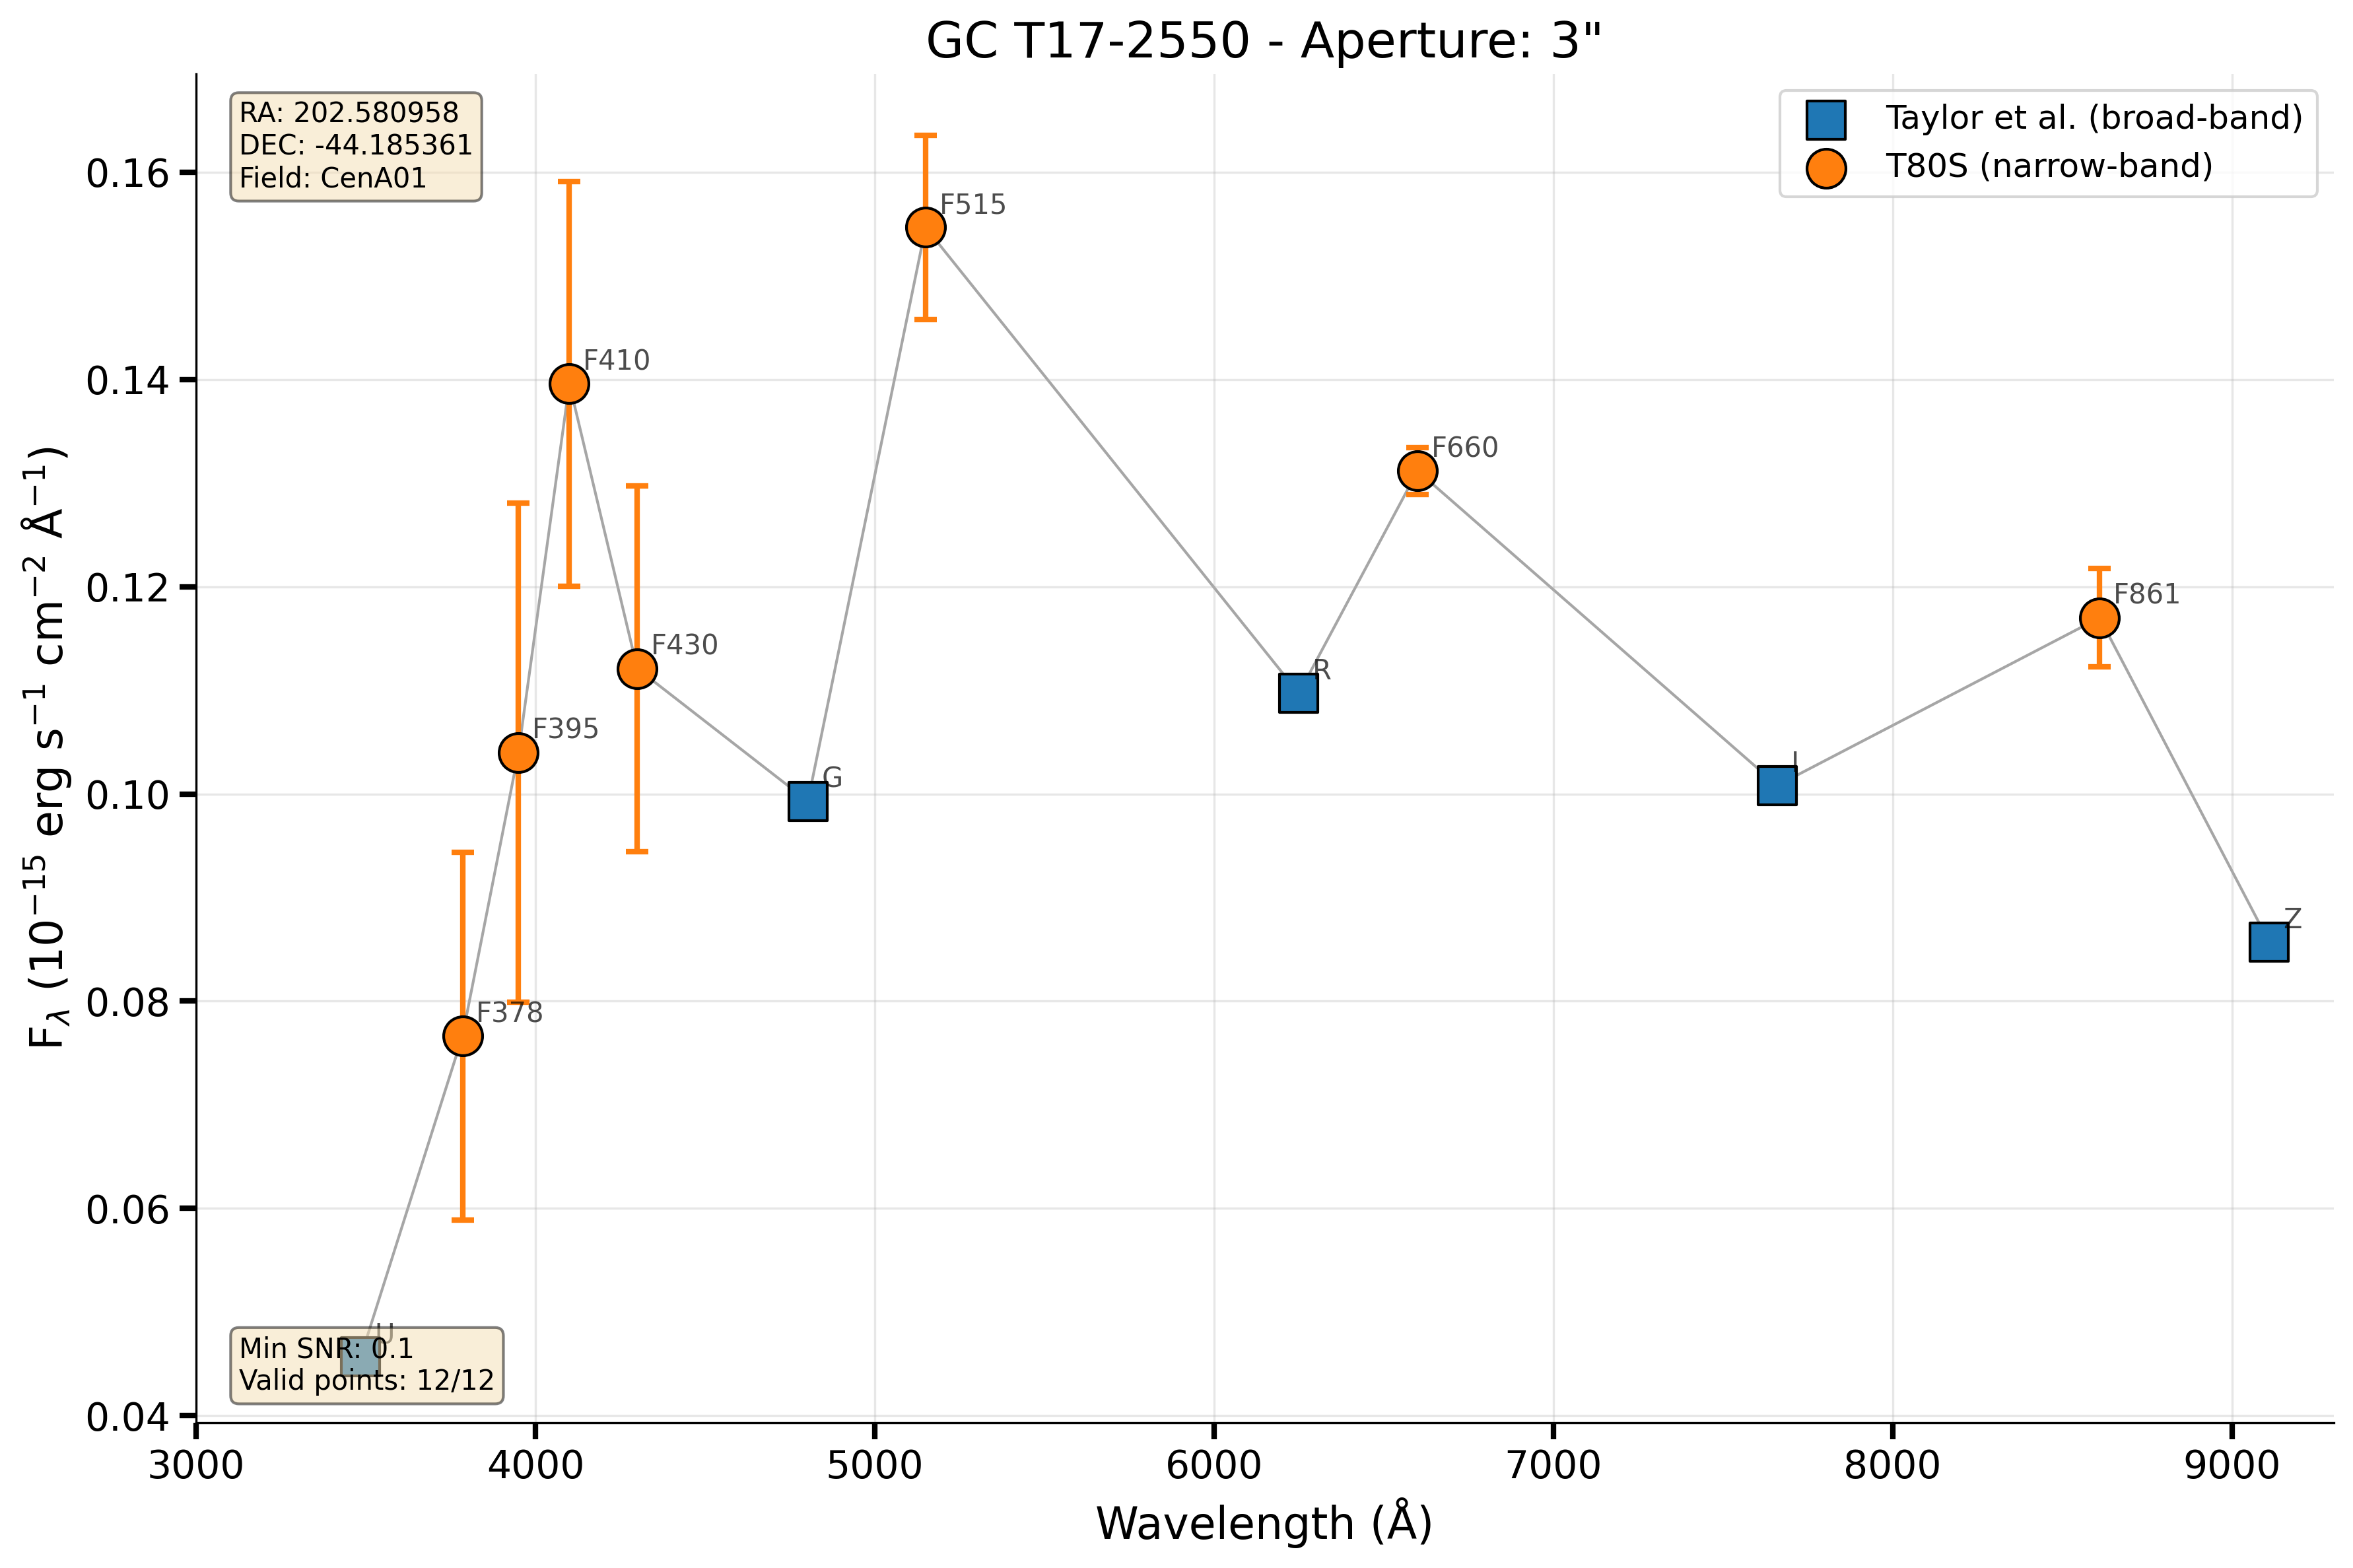 GC T17-2550 - Aperture: 3"
RA: 202.580958
DEC: -44.185361
Field: CenA01
Taylor et al. (broad-band)
T80S (narrow-band)
F515
F410
F660
F430
F861
R
F395
I
G
Z
F378
U
Min SNR: 0.1
Valid points: 12/12
0.16
0.14
0.12
0.10
0.08
0.06
0.04
F_λ (10⁻¹⁵ erg s⁻¹ cm⁻² Å⁻¹)
3000 4000 5000 6000 7000 8000 9000
Wavelength (Å)